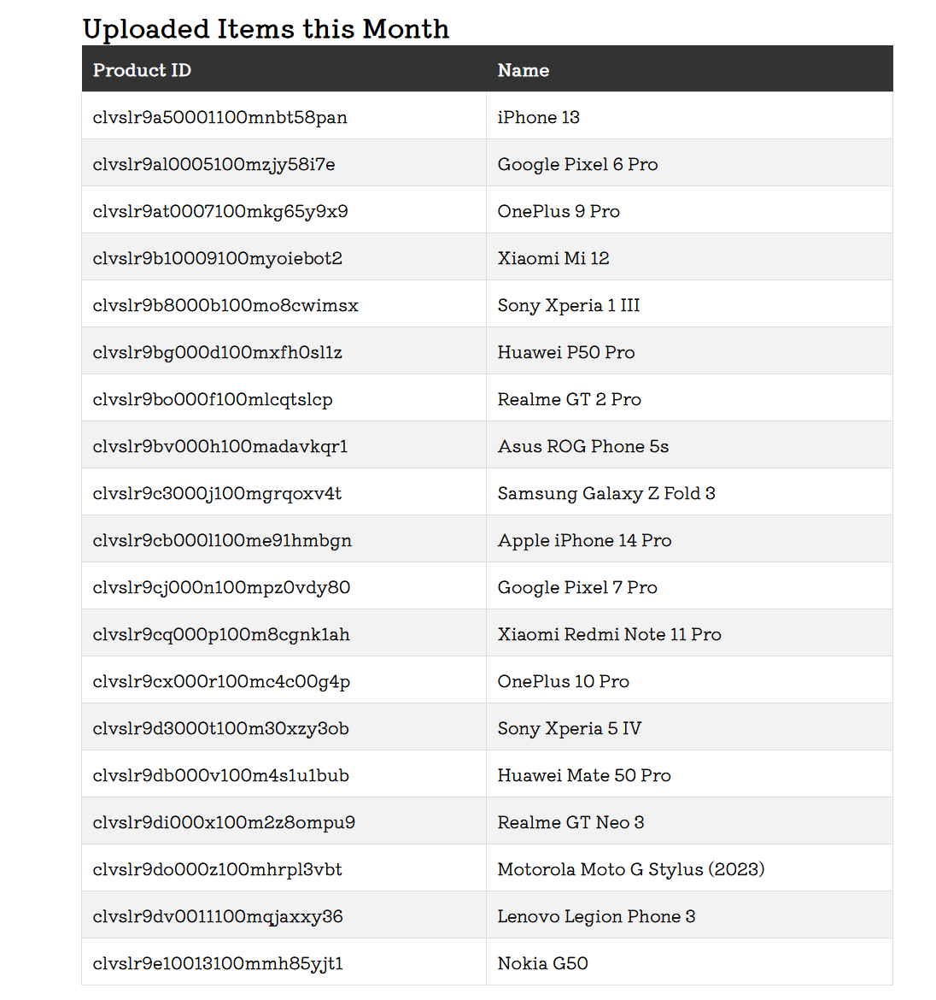 Uploaded Items this Month
Product ID Name
clvslr9a50001100mnbt58pan iPhone 13
clvslr9al0005100mzjy58i7e Google Pixel 6 Pro
clvslr9at0007100mkg65y9x9 OnePlus 9 Pro
clvslr9b10009100myoiebot2 Xiaomi Mi 12
clvslr9b8000b100mo8cwimsx Sony Xperia 1 III
clvslr9bg000d100mxfh0sl1z Huawei P50 Pro
clvslr9bo000f100mlcqtslcp Realme GT 2 Pro
clvslr9bv000h100madavkqr1 Asus ROG Phone 5s
clvslr9c3000j100mgrqoxv4t Samsung Galaxy Z Fold 3
clvslr9cb000l100me91hmbgn Apple iPhone 14 Pro
clvslr9cj000n100mpz0vdy80 Google Pixel 7 Pro
clvslr9cq000p100m8cgnk1ah Xiaomi Redmi Note 11 Pro
clvslr9cx000r100mc4c00g4p OnePlus 10 Pro
clvslr9d3000t100m30xzy3ob Sony Xperia 5 IV
clvslr9db000v100m4s1u1bub Huawei Mate 50 Pro
clvslr9di000x100m2z8ompu9 Realme GT Neo 3
clvslr9do000z100mhrpl3vbt Motorola Moto G Stylus (2023)
clvslr9dv0011100mqjaxxy36 Lenovo Legion Phone 3
clvslr9e10013100mmh85yjt1 Nokia G50